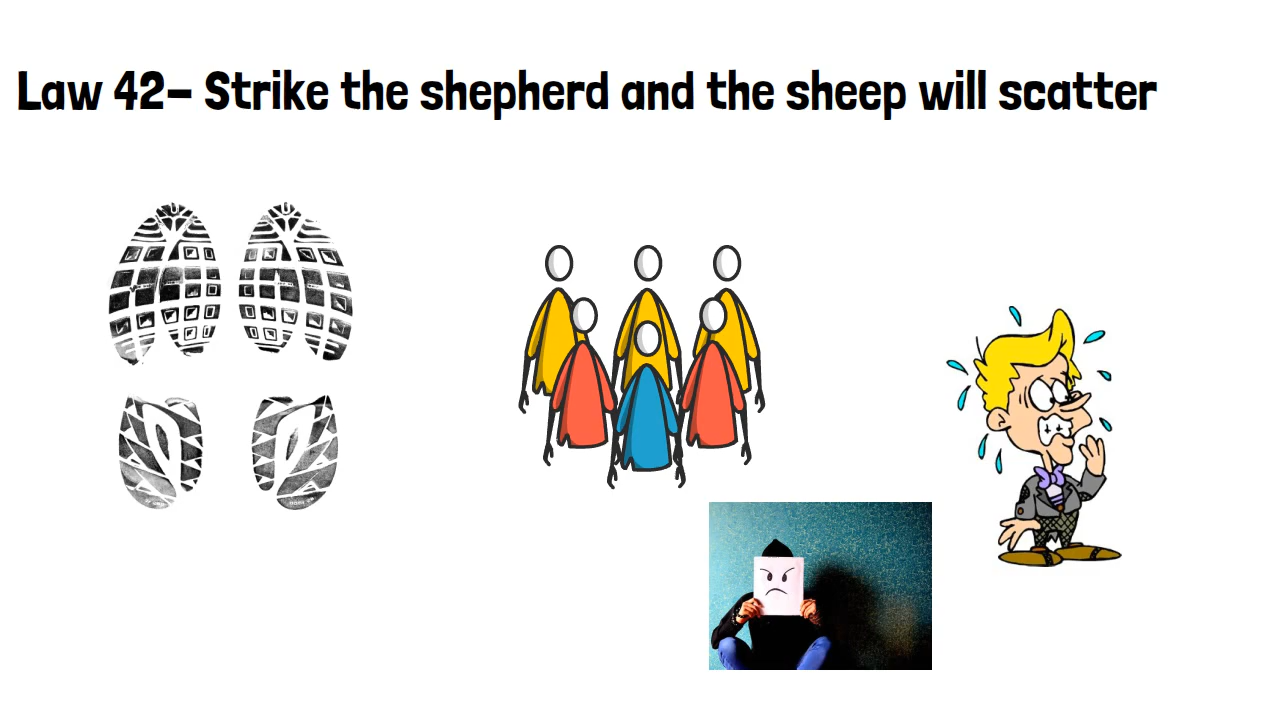 Law 42– Strike the shepherd and the sheep will scatter